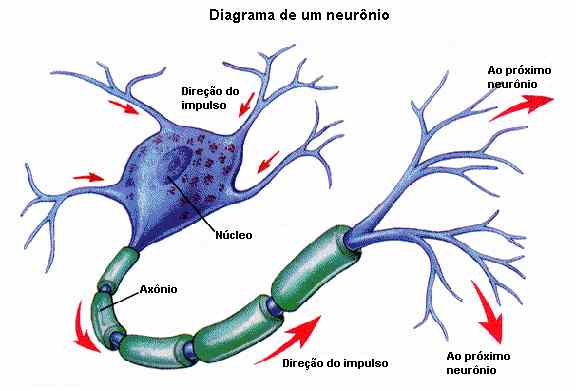 Diagrama de um neurônio
Direção do
impulso
Ao próximo
neurônio
Núcleo
Axônio
Direção do impulso
Ao próximo
neurônio